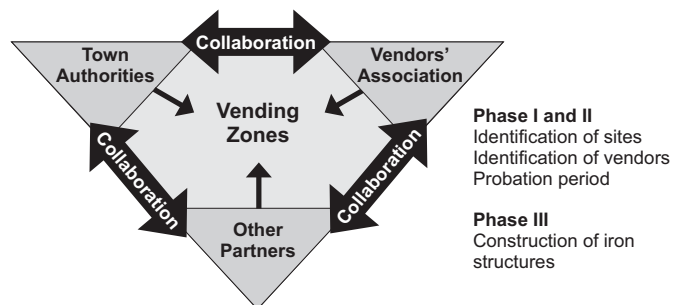 Collaboration
Town
Authorities
Vendors'
Association
Vending
Zones
Collaboration
Collaboration
Other
Partners
Phase I and II
Identification of sites
Identification of vendors
Probation period
Phase III
Construction of iron
structures